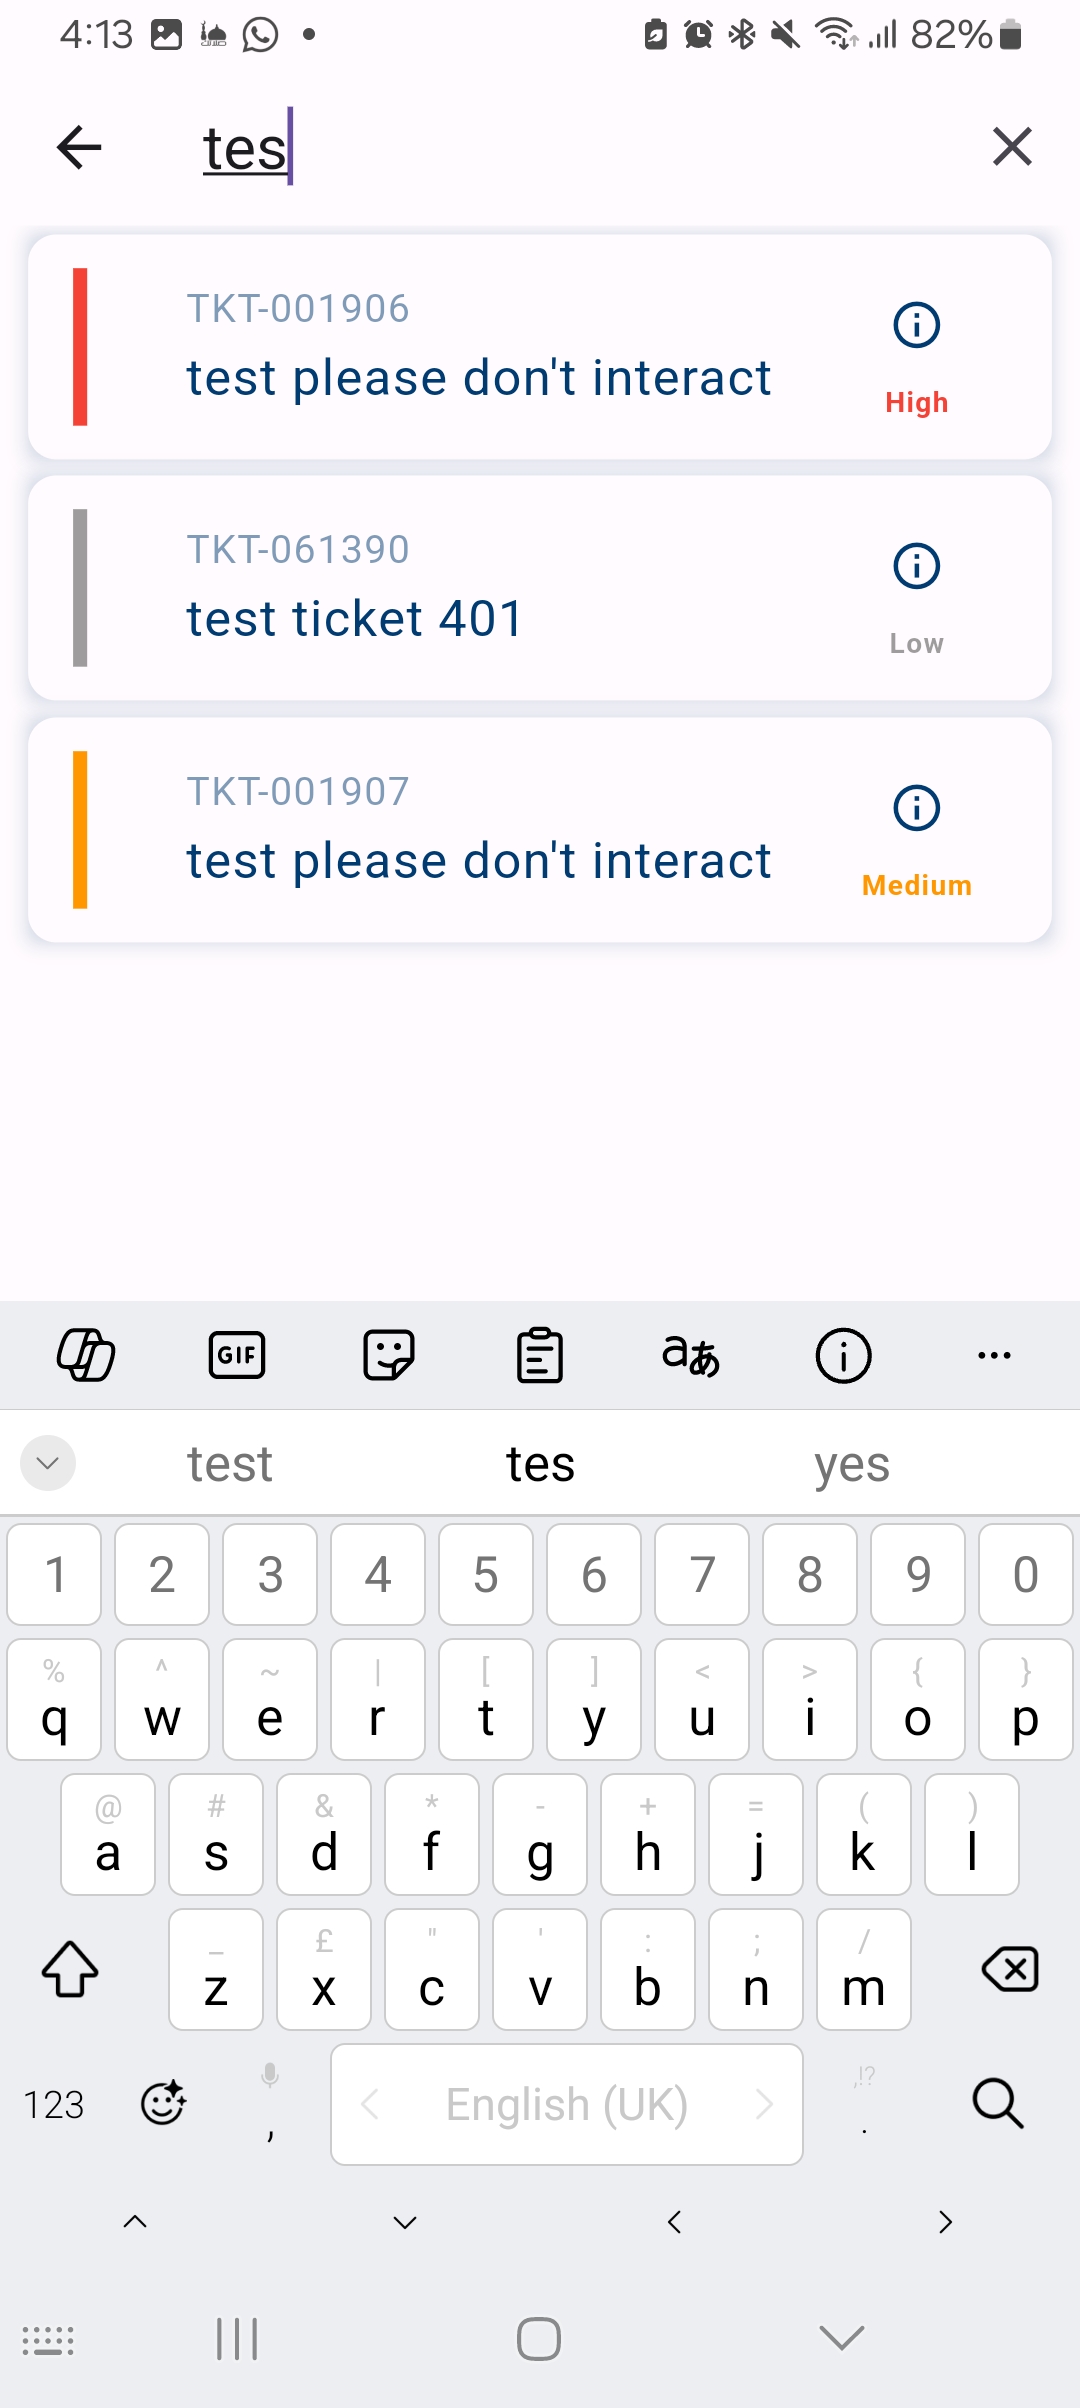 4:13
82%
tes
TKT-001906
test please don't interact
High
TKT-061390
test ticket 401
Low
TKT-001907
test please don't interact
Medium
GIF
aあ
test tes yes
1 2 3 4 5 6 7 8 9 0
% ^ ~ | [ ] < > { }
q w e r t y u i o p
@ # & * - + = ( )
a s d f g h j k l
_ £ " ' : ; /
z x c v b n m
,!?
123 , English (UK) .